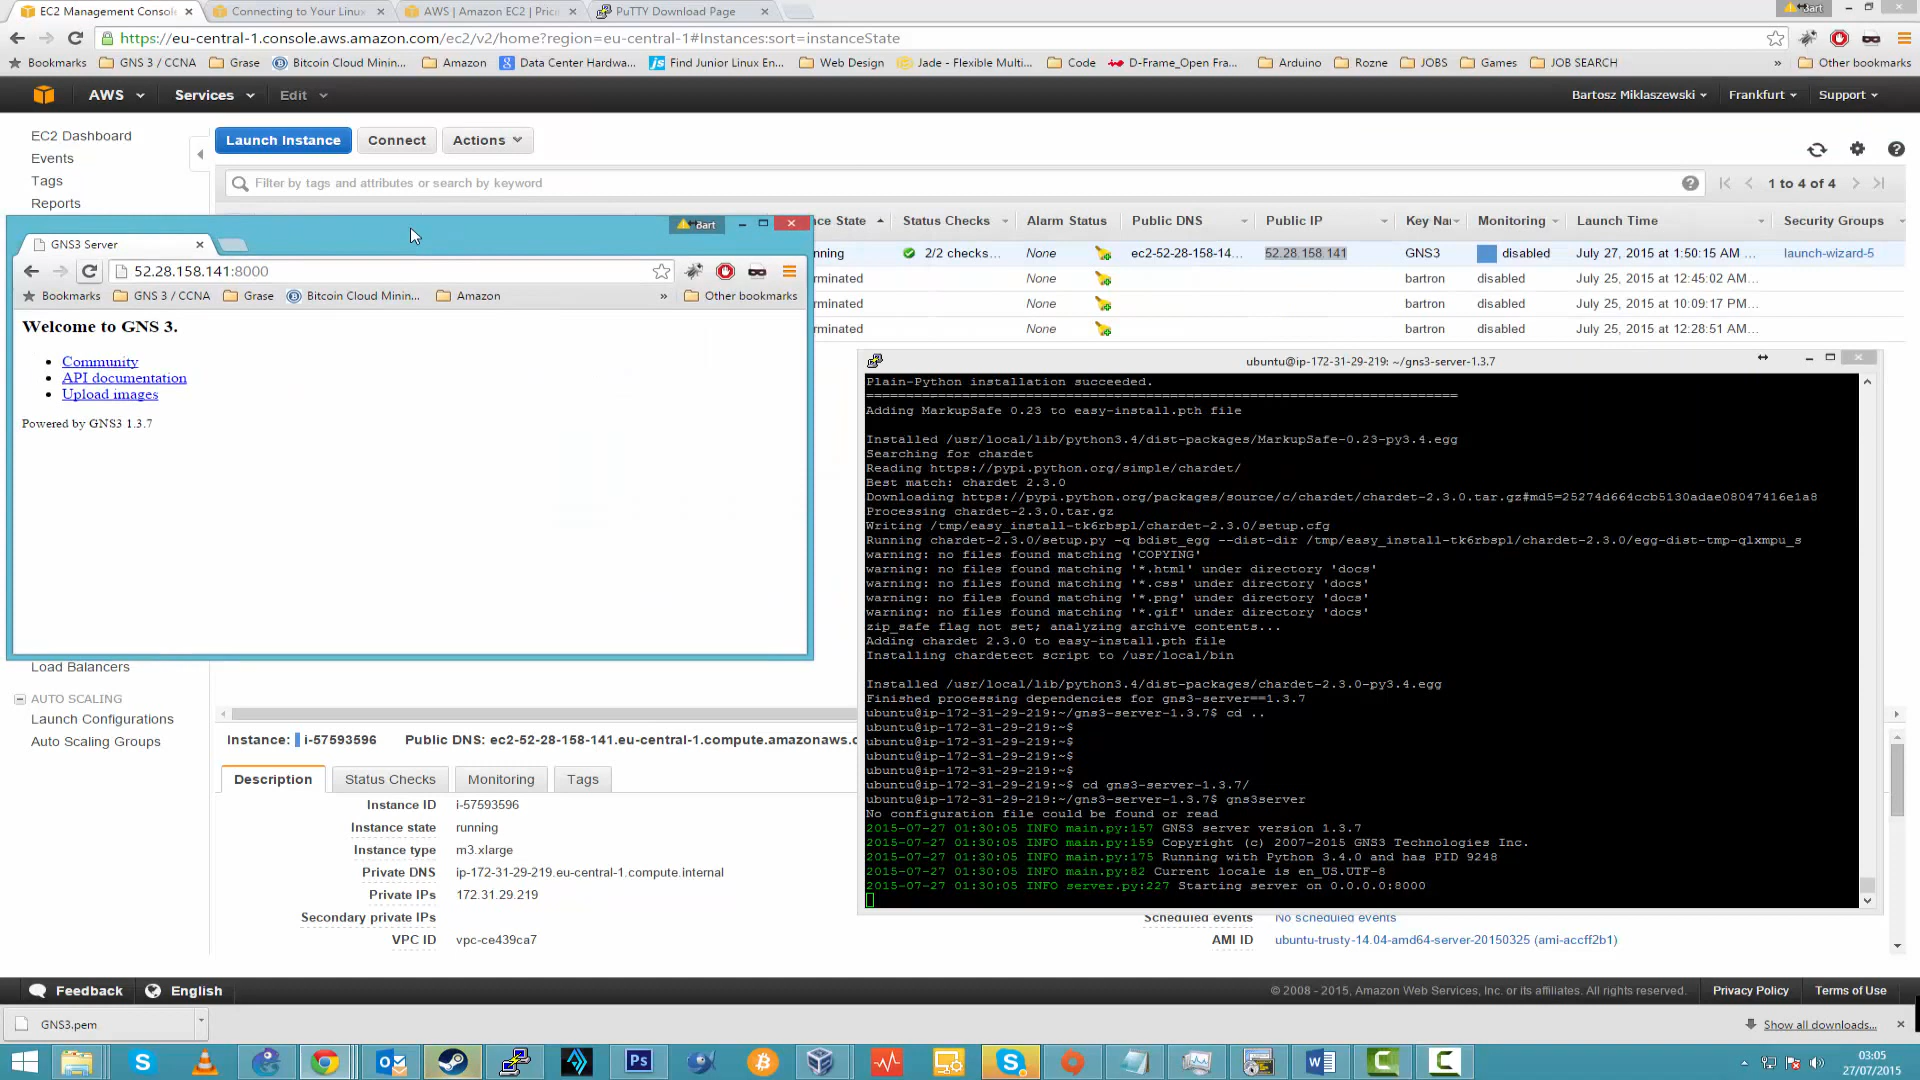 EC2 Management Consol
Connecting to Your Linux
AWS | Amazon EC2 | Pric
PuTTY Download Page
Bart
https://eu-central-1.console.aws.amazon.com/ec2/v2/home?region=eu-central-1#Instances:sort=instanceState
Bookmarks GNS 3 / CCNA Grase Bitcoin Cloud Minin... Amazon Data Center Hardwa... Find Junior Linux En... Web Design Jade - Flexible Multi... Code D-Frame_Open Fra... Arduino Rozne JOBS Games JOB SEARCH » Other bookmarks
AWS Services Edit Bartosz Miklaszewski Frankfurt Support
EC2 Dashboard
Events
Tags
Reports
Launch Instance Connect Actions
Filter by tags and attributes or search by keyword
1 to 4 of 4
nce State Status Checks Alarm Status Public DNS Public IP Key Nar Monitoring Launch Time Security Groups
nning 2/2 checks... None ec2-52-28-158-14... 52.28.158.141 GNS3 disabled July 27, 2015 at 1:50:15 AM ... launch-wizard-5
rminated None bartron disabled July 25, 2015 at 12:45:02 AM...
rminated None bartron disabled July 25, 2015 at 10:09:17 PM...
rminated None bartron disabled July 25, 2015 at 12:28:51 AM...
Bart
GNS3 Server
52.28.158.141:8000
Bookmarks GNS 3 / CCNA Grase Bitcoin Cloud Minin... Amazon » Other bookmarks
Welcome to GNS 3.
Community
API documentation
Upload images
Powered by GNS3 1.3.7
Load Balancers
AUTO SCALING
Launch Configurations
Auto Scaling Groups
ubuntu@ip-172-31-29-219: ~/gns3-server-1.3.7
Plain-Python installation succeeded.
==========================================================================
Adding MarkupSafe 0.23 to easy-install.pth file
Installed /usr/local/lib/python3.4/dist-packages/MarkupSafe-0.23-py3.4.egg
Searching for chardet
Reading https://pypi.python.org/simple/chardet/
Best match: chardet 2.3.0
Downloading https://pypi.python.org/packages/source/c/chardet/chardet-2.3.0.tar.gz#md5=25274d664ccb5130adae08047416e1a8
Processing chardet-2.3.0.tar.gz
Writing /tmp/easy_install-tk6rbspl/chardet-2.3.0/setup.cfg
Running chardet-2.3.0/setup.py -q bdist_egg --dist-dir /tmp/easy_install-tk6rbspl/chardet-2.3.0/egg-dist-tmp-qlxmpu_s
warning: no files found matching 'COPYING'
warning: no files found matching '*.html' under directory 'docs'
warning: no files found matching '*.css' under directory 'docs'
warning: no files found matching '*.png' under directory 'docs'
warning: no files found matching '*.gif' under directory 'docs'
zip_safe flag not set; analyzing archive contents...
Adding chardet 2.3.0 to easy-install.pth file
Installing chardetect script to /usr/local/bin
Installed /usr/local/lib/python3.4/dist-packages/chardet-2.3.0-py3.4.egg
Finished processing dependencies for gns3-server==1.3.7
ubuntu@ip-172-31-29-219:~/gns3-server-1.3.7$ cd ..
ubuntu@ip-172-31-29-219:~$
ubuntu@ip-172-31-29-219:~$
ubuntu@ip-172-31-29-219:~$
ubuntu@ip-172-31-29-219:~$
ubuntu@ip-172-31-29-219:~$ cd gns3-server-1.3.7/
ubuntu@ip-172-31-29-219:~/gns3-server-1.3.7$ gns3server
No configuration file could be found or read
2015-07-27 01:30:05 INFO main.py:157 GNS3 server version 1.3.7
2015-07-27 01:30:05 INFO main.py:159 Copyright (c) 2007-2015 GNS3 Technologies Inc.
2015-07-27 01:30:05 INFO main.py:175 Running with Python 3.4.0 and has PID 9248
2015-07-27 01:30:05 INFO main.py:82 Current locale is en_US.UTF-8
2015-07-27 01:30:05 INFO server.py:227 Starting server on 0.0.0.0:8000
Instance: i-57593596 Public DNS: ec2-52-28-158-141.eu-central-1.compute.amazonaws.c
Description Status Checks Monitoring Tags
Instance ID i-57593596
Instance state running
Instance type m3.xlarge
Private DNS ip-172-31-29-219.eu-central-1.compute.internal
Private IPs 172.31.29.219
Secondary private IPs
VPC ID vpc-ce439ca7
Scheduled events No scheduled events
AMI ID ubuntu-trusty-14.04-amd64-server-20150325 (ami-accff2b1)
Feedback English © 2008 - 2015, Amazon Web Services, Inc. or its affiliates. All rights reserved. Privacy Policy Terms of Use
GNS3.pem Show all downloads...
03:05
27/07/2015